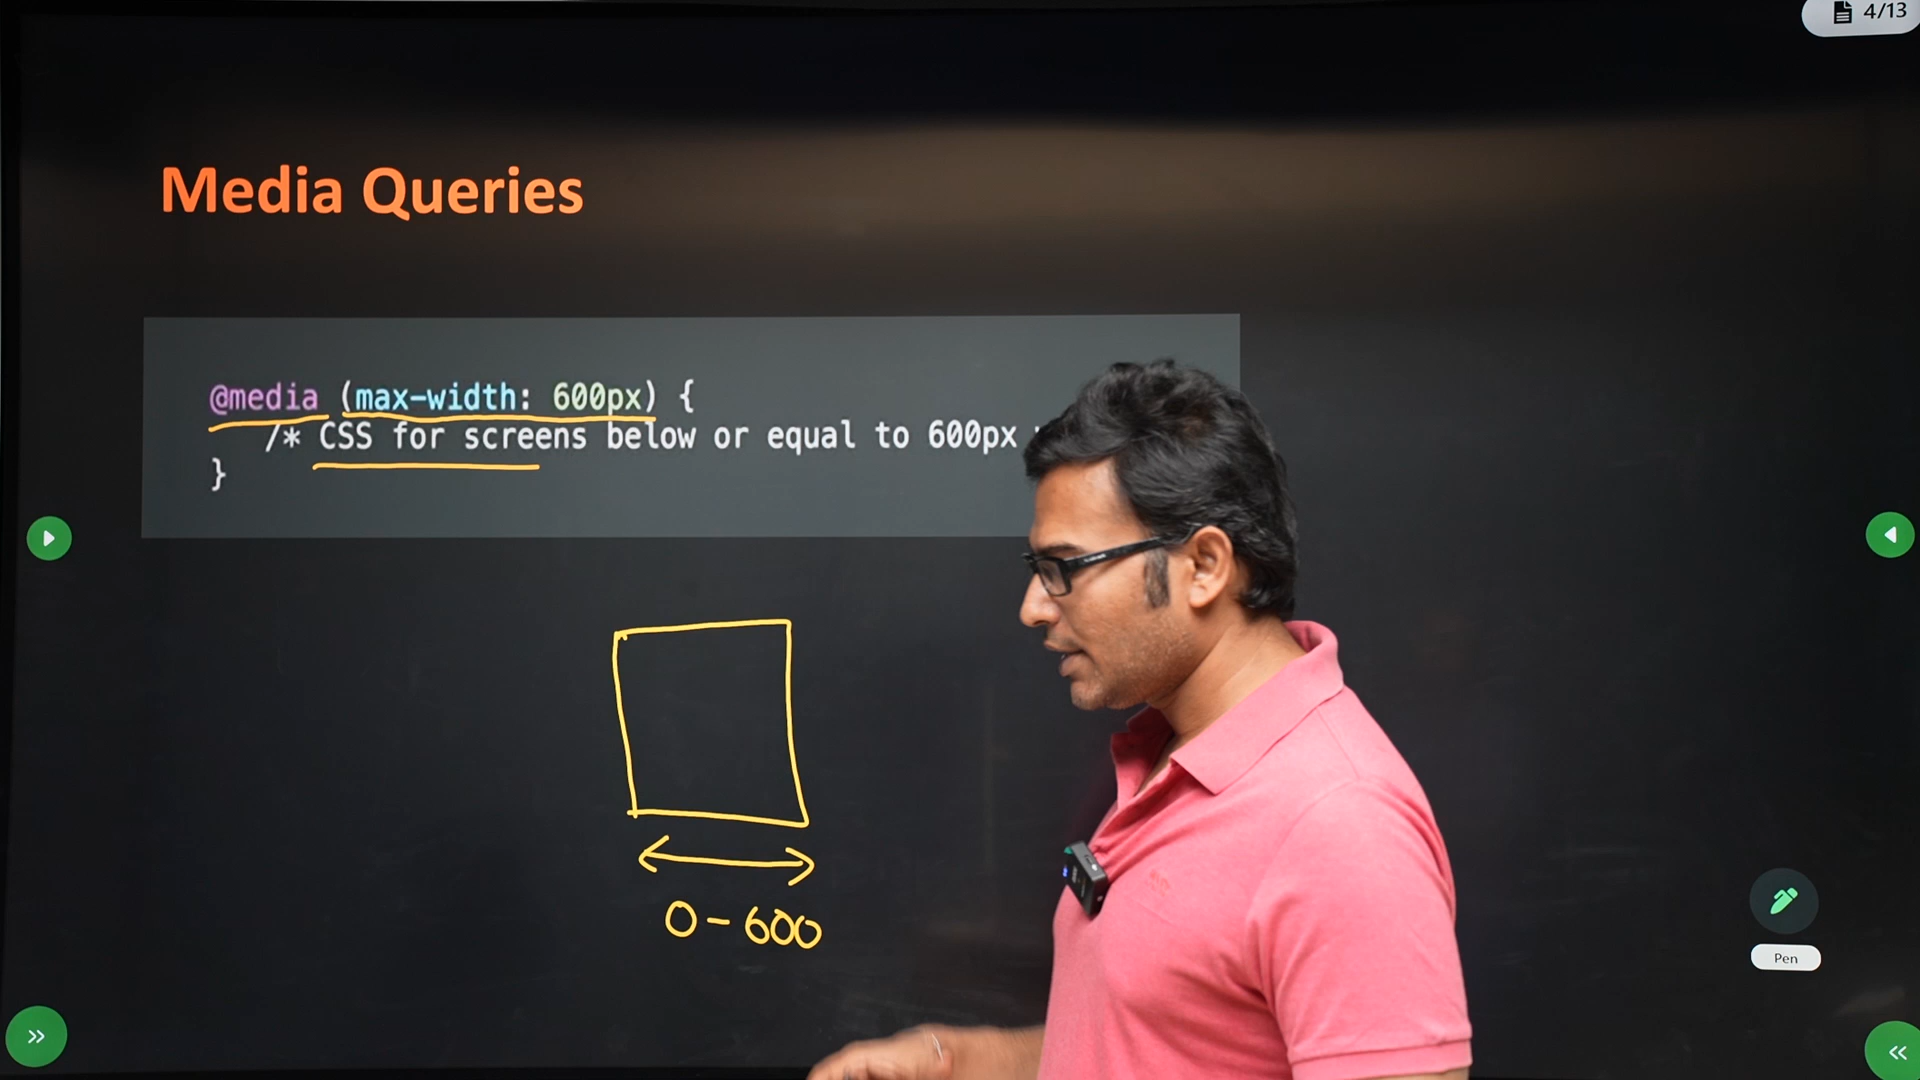 4/13
Media Queries
@media (max-width: 600px) {
/* CSS for screens below or equal to 600px
}
0-600
Pen